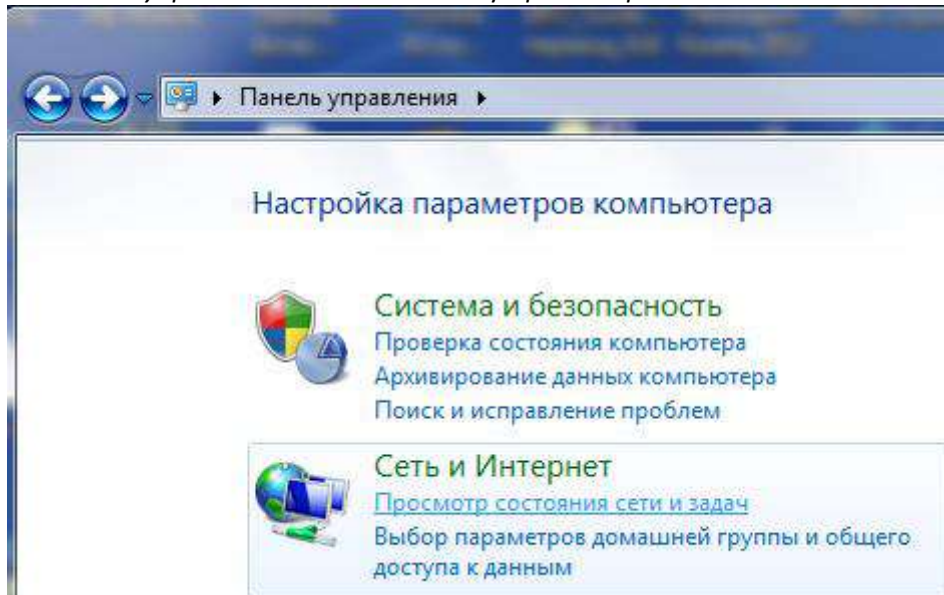 Панель управления
Настройка параметров компьютера
Система и безопасность
Проверка состояния компьютера
Архивирование данных компьютера
Поиск и исправление проблем
Сеть и Интернет
Просмотр состояния сети и задач
Выбор параметров домашней группы и общего
доступа к данным